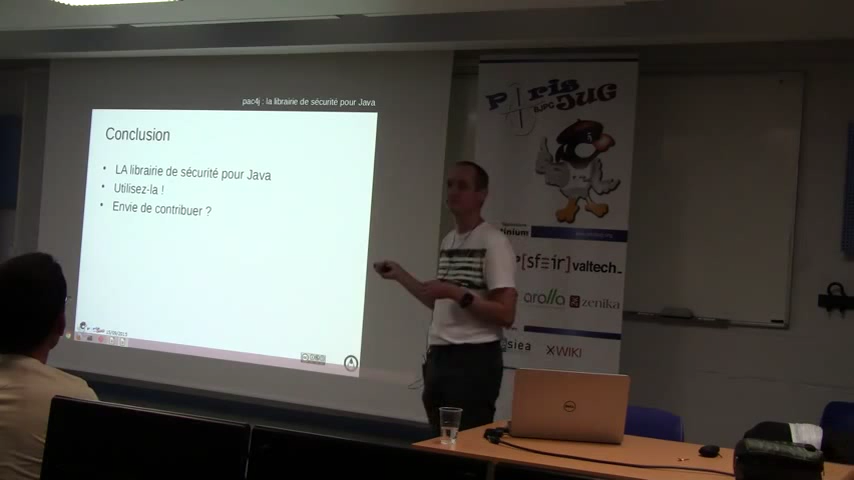 pac4j : la librairie de sécurité pour Java
Conclusion
• LA librairie de sécurité pour Java
• Utilisez-la !
• Envie de contribuer ?
Paris
JUG
[sfeir]
valtech_
arolla
zenika
XWIKI
DELL